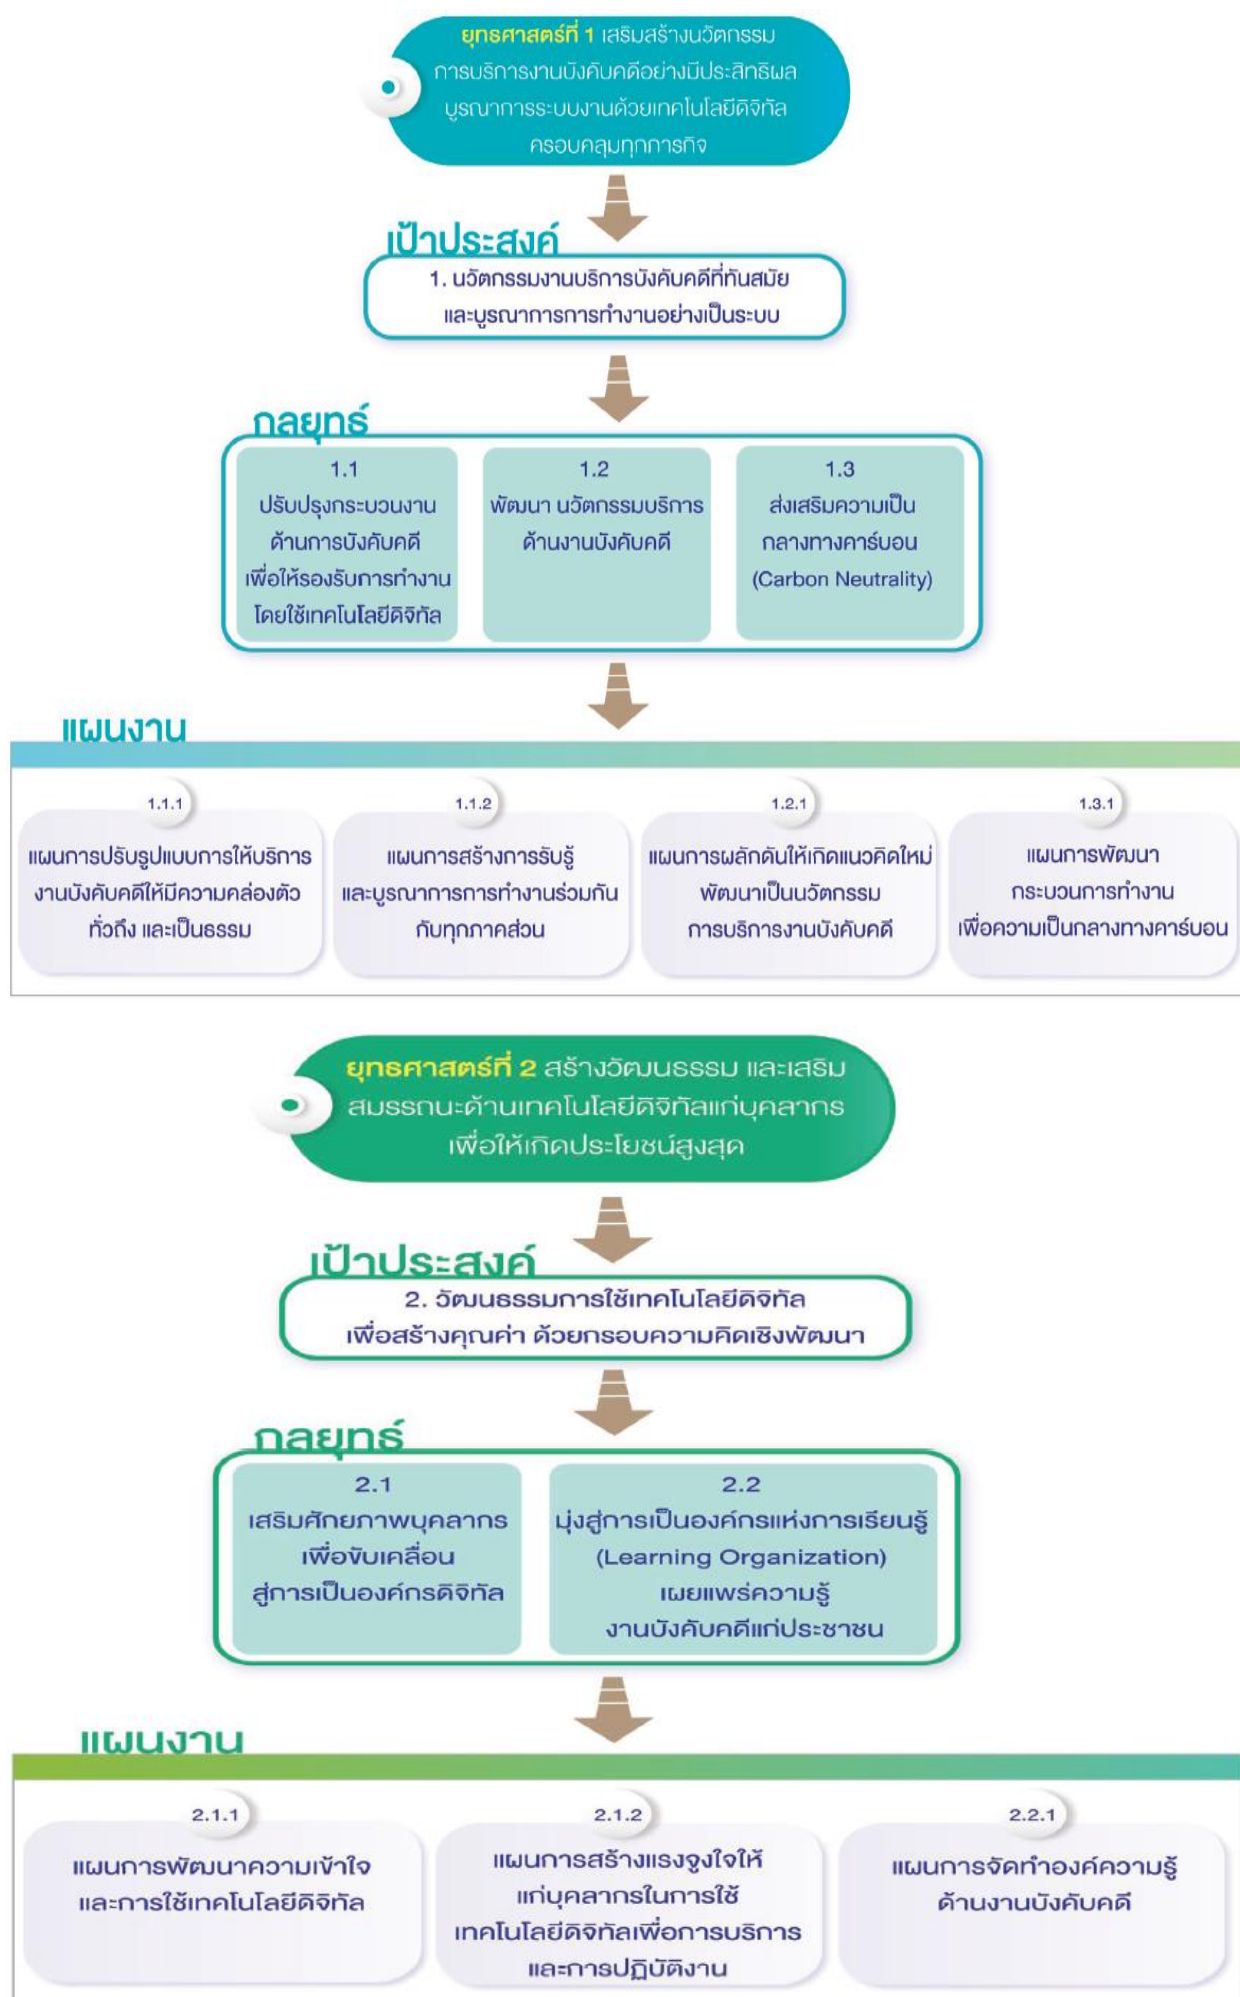 ยุทธศาสตร์ที่ 1 เสริมสร้างนวัตกรรม
การบริการงานบังคับคดีอย่างมีประสิทธิผล
บูรณาการระบบงานด้วยเทคโนโลยีดิจิทัล
ครอบคลุมทุกภารกิจ
เป้าประสงค์
1. นวัตกรรมงานบริการบังคับคดีที่ทันสมัย
และบูรณาการการทำงานอย่างเป็นระบบ
กลยุทธ์
1.1
ปรับปรุงกระบวนงาน
ด้านการบังคับคดี
เพื่อให้รองรับการทำงาน
โดยใช้เทคโนโลยีดิจิทัล
1.2
พัฒนา นวัตกรรมบริการ
ด้านงานบังคับคดี
1.3
ส่งเสริมความเป็น
กลางทางคาร์บอน
(Carbon Neutrality)
แผนงาน
1.1.1
แผนการปรับรูปแบบการให้บริการ
งานบังคับคดีให้มีความคล่องตัว
ทั่วถึง และเป็นธรรม
1.1.2
แผนการสร้างการรับรู้
และบูรณาการการทำงานร่วมกัน
กับทุกภาคส่วน
1.2.1
แผนการผลักดันให้เกิดแนวคิดใหม่
พัฒนาเป็นนวัตกรรม
การบริการงานบังคับคดี
1.3.1
แผนการพัฒนา
กระบวนการทำงาน
เพื่อความเป็นกลางทางคาร์บอน
ยุทธศาสตร์ที่ 2 สร้างวัฒนธรรม และเสริม
สมรรถนะด้านเทคโนโลยีดิจิทัลแก่บุคลากร
เพื่อให้เกิดประโยชน์สูงสุด
เป้าประสงค์
2. วัฒนธรรมการใช้เทคโนโลยีดิจิทัล
เพื่อสร้างคุณค่า ด้วยกรอบความคิดเชิงพัฒนา
กลยุทธ์
2.1
เสริมศักยภาพบุคลากร
เพื่อขับเคลื่อน
สู่การเป็นองค์กรดิจิทัล
2.2
มุ่งสู่การเป็นองค์กรแห่งการเรียนรู้
(Learning Organization)
เผยแพร่ความรู้
งานบังคับคดีแก่ประชาชน
แผนงาน
2.1.1
แผนการพัฒนาความเข้าใจ
และการใช้เทคโนโลยีดิจิทัล
2.1.2
แผนการสร้างแรงจูงใจให้
แก่บุคลากรในการใช้
เทคโนโลยีดิจิทัลเพื่อการบริการ
และการปฏิบัติงาน
2.2.1
แผนการจัดทำองค์ความรู้
ด้านงานบังคับคดี